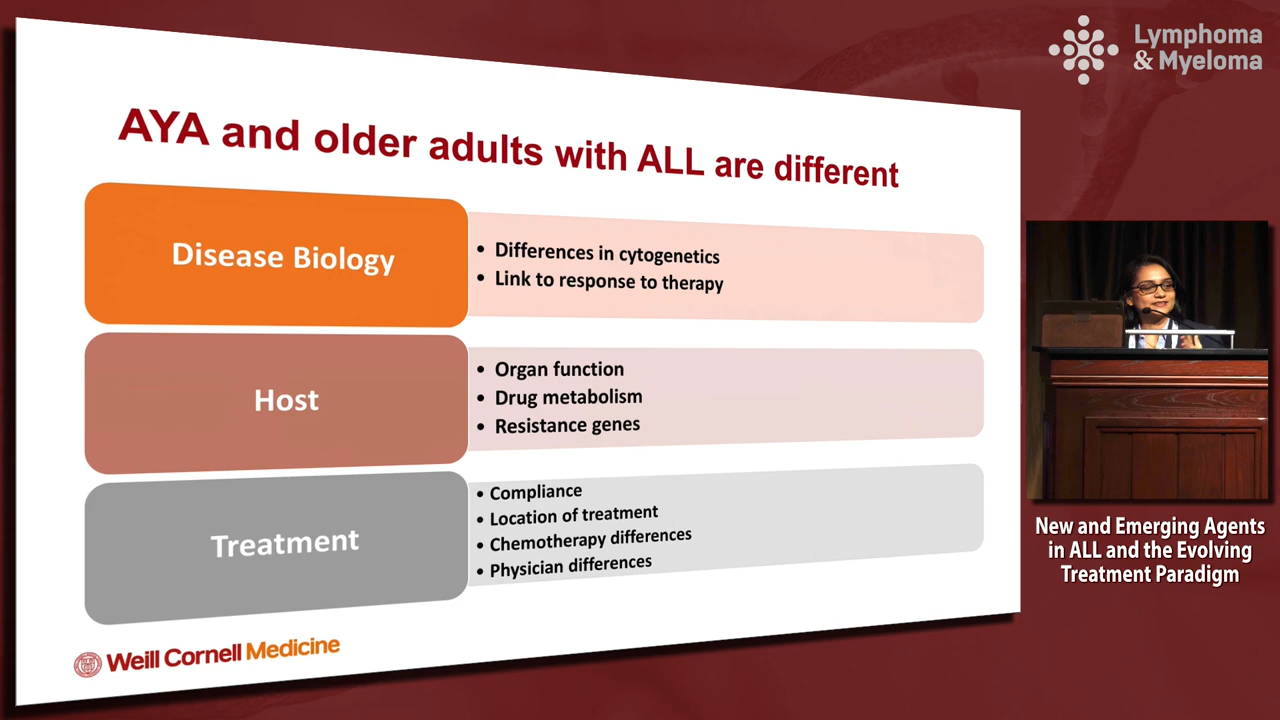 Lymphoma
& Myeloma
AYA and older adults with ALL are different
Disease Biology
• Differences in cytogenetics
• Link to response to therapy
Host
• Organ function
• Drug metabolism
• Resistance genes
Treatment
• Compliance
• Location of treatment
• Chemotherapy differences
• Physician differences
Weill Cornell Medicine
New and Emerging Agents
in ALL and the Evolving
Treatment Paradigm